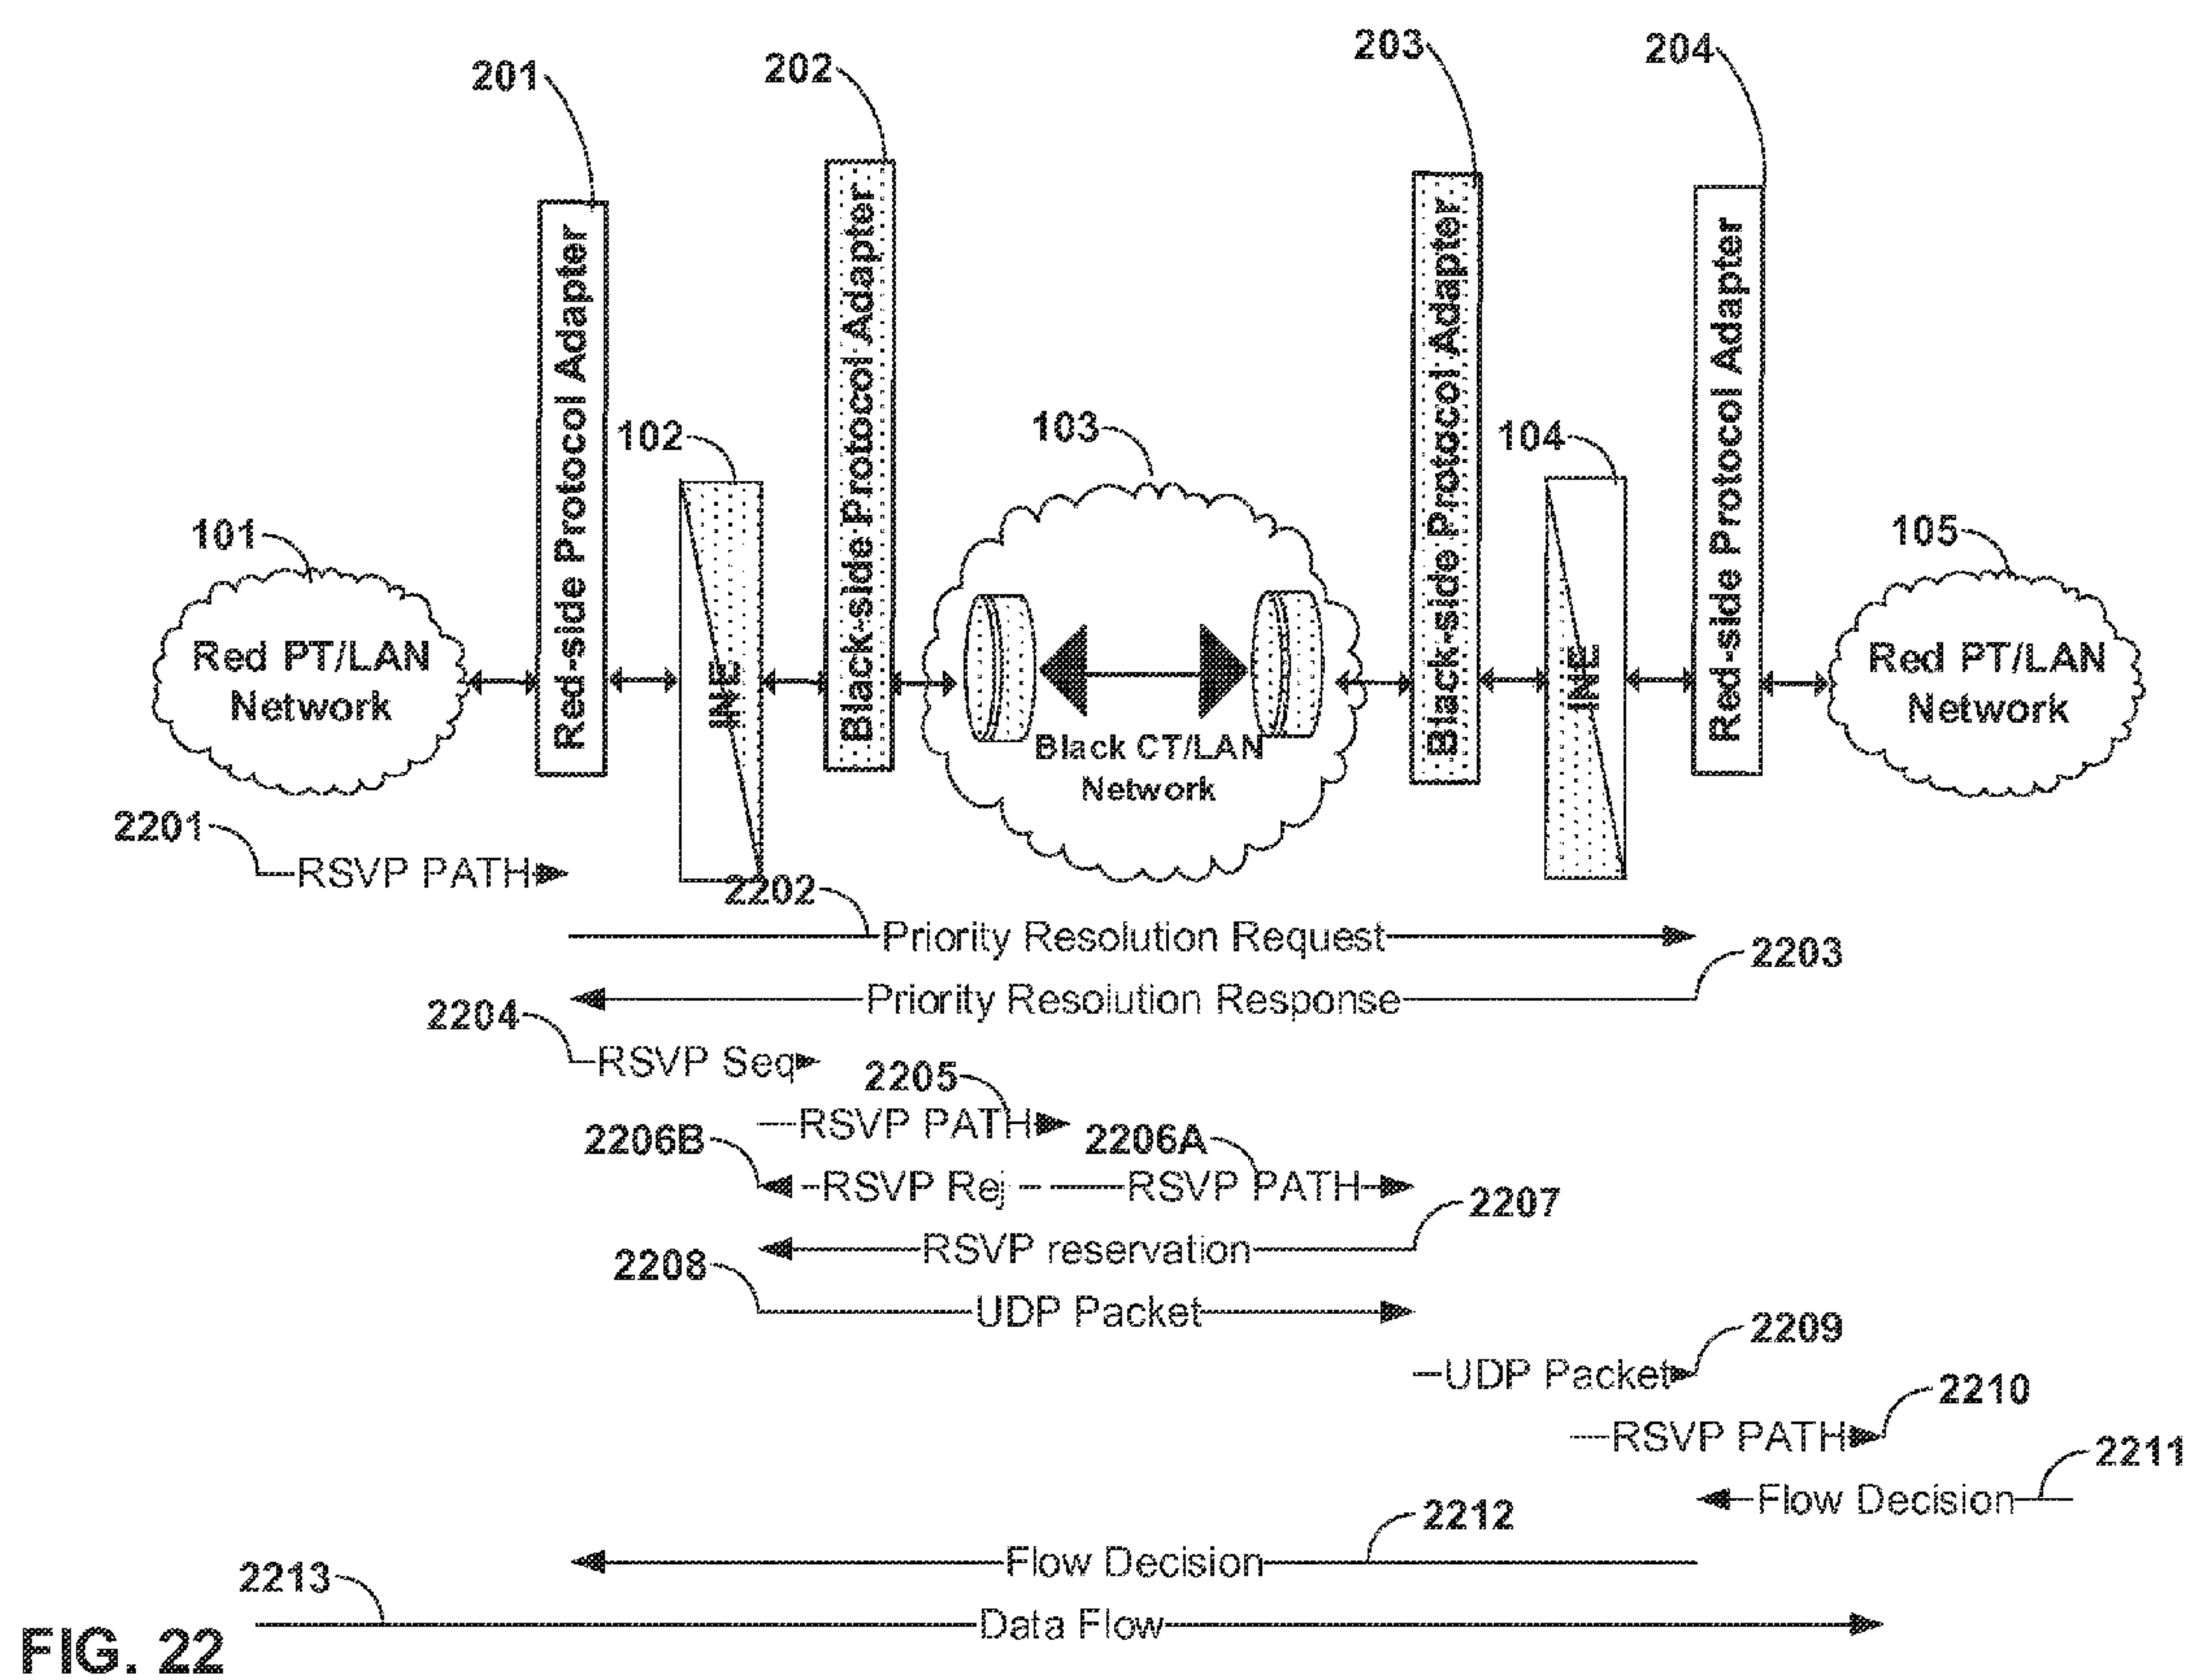 201
202
203
204
Red-side Protocol Adapter
Black-side Protocol Adapter
Black-side Protocol Adapter
Red-side Protocol Adapter
102
103
104
101
105
INE
INE
Red PT/LAN
Network
Black CT/LAN
Network
Red PT/LAN
Network
2201
RSVP PATH
2202
Priority Resolution Request
2203
Priority Resolution Response
2204
RSVP Seq
2205
RSVP PATH
2206B
2206A
RSVP Rej
RSVP PATH
2207
RSVP reservation
2208
UDP Packet
2209
UDP Packet
2210
RSVP PATH
2211
Flow Decision
2212
Flow Decision
2213
Data Flow
FIG. 22